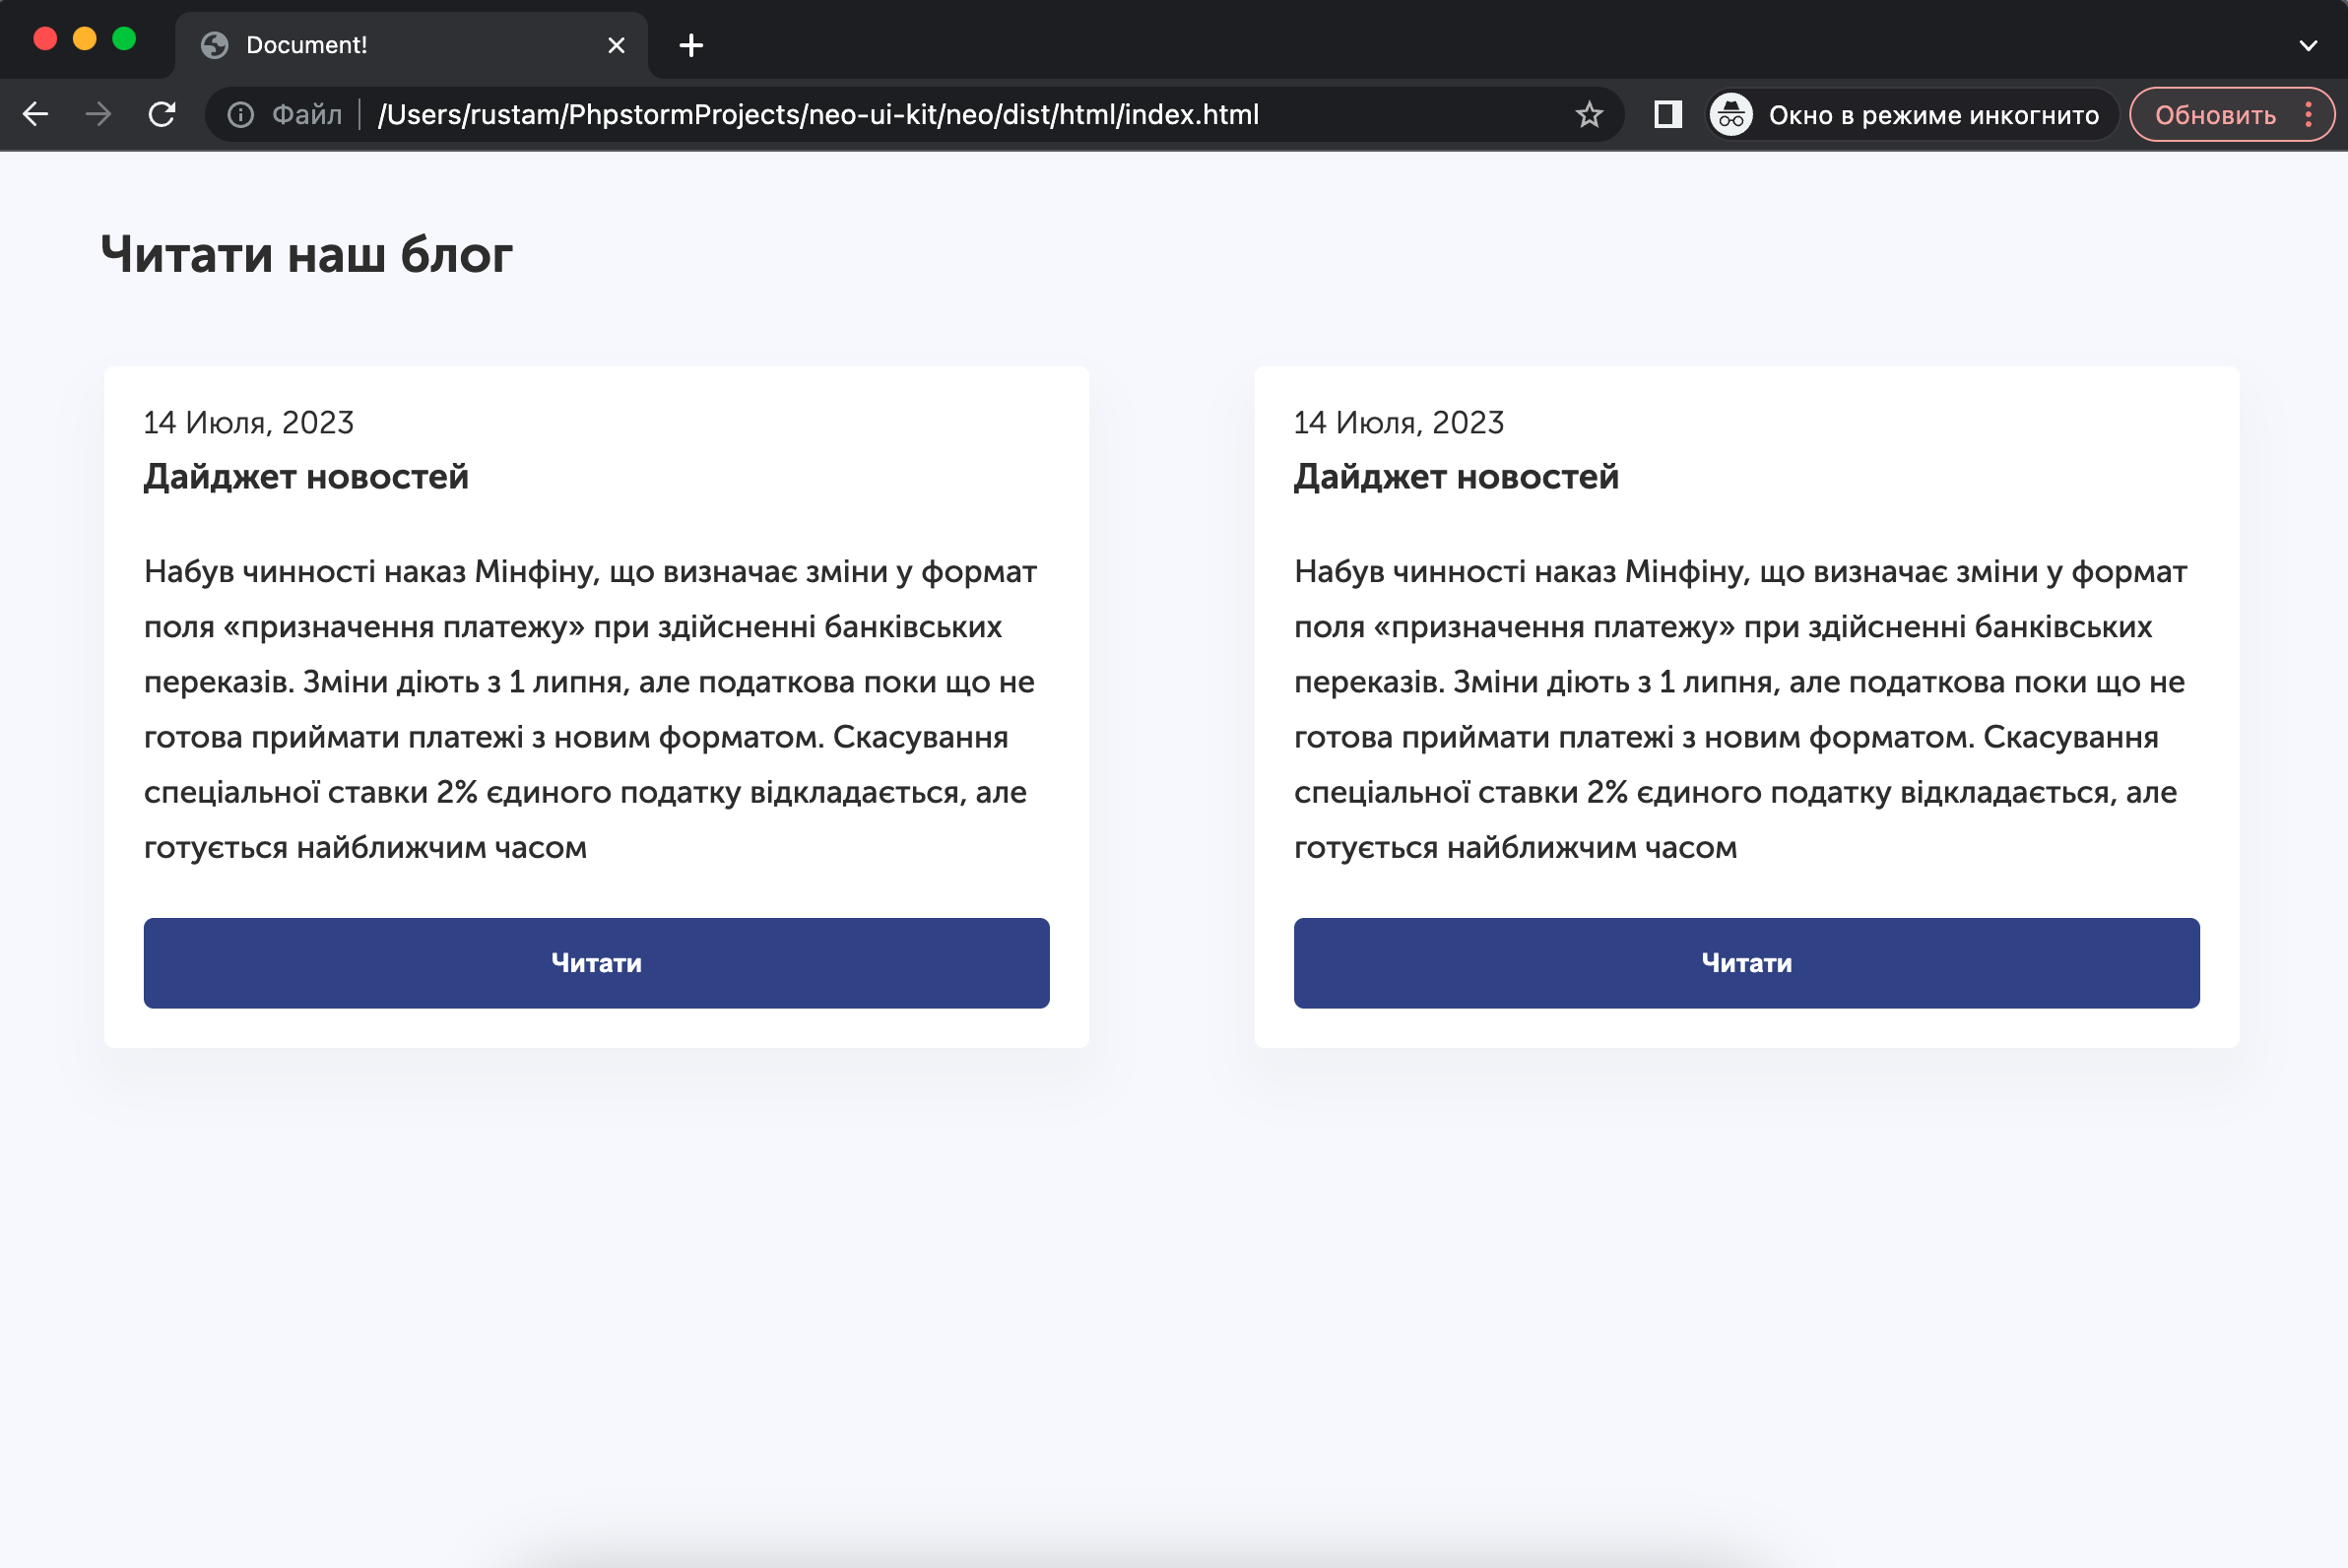 Document!
Файл
/Users/rustam/PhpstormProjects/neo-ui-kit/neo/dist/html/index.html
Окно в режиме инкогнито
Обновить
Читати наш блог
14 Июля, 2023
Дайджет новостей
Набув чинності наказ Мінфіну, що визначає зміни у формат
поля «призначення платежу» при здійсненні банківських
переказів. Зміни діють з 1 липня, але податкова поки що не
готова приймати платежі з новим форматом. Скасування
спеціальної ставки 2% єдиного податку відкладається, але
готується найближчим часом
Читати
14 Июля, 2023
Дайджет новостей
Набув чинності наказ Мінфіну, що визначає зміни у формат
поля «призначення платежу» при здійсненні банківських
переказів. Зміни діють з 1 липня, але податкова поки що не
готова приймати платежі з новим форматом. Скасування
спеціальної ставки 2% єдиного податку відкладається, але
готується найближчим часом
Читати